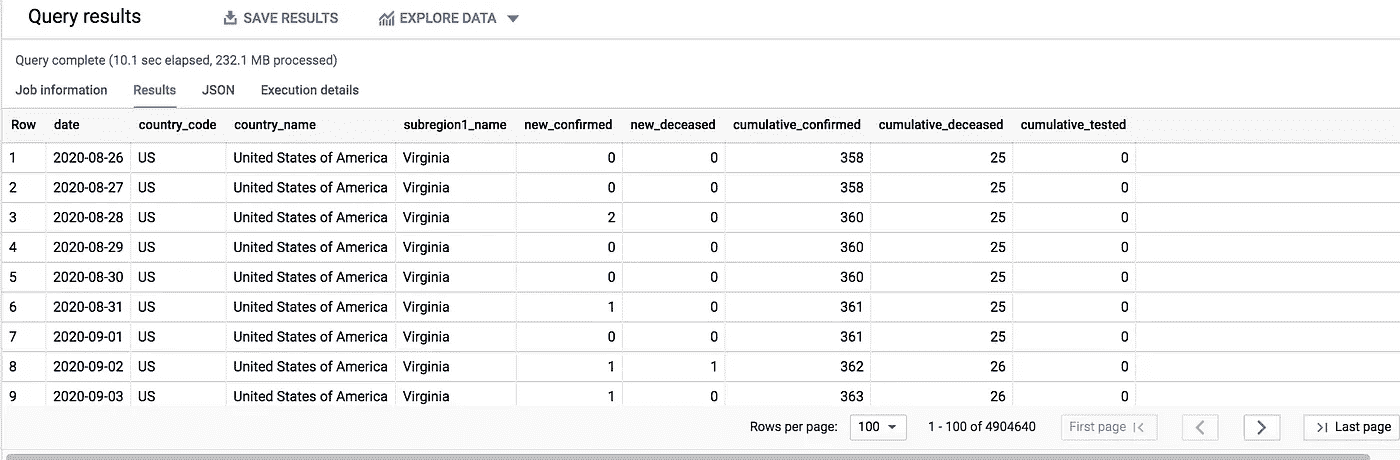 Query results SAVE RESULTS EXPLORE DATA
Query complete (10.1 sec elapsed, 232.1 MB processed)
Job information Results JSON Execution details
Row date country_code country_name subregion1_name new_confirmed new_deceased cumulative_confirmed cumulative_deceased cumulative_tested
1 2020-08-26 US United States of America Virginia 0 0 358 25 0
2 2020-08-27 US United States of America Virginia 0 0 358 25 0
3 2020-08-28 US United States of America Virginia 2 0 360 25 0
4 2020-08-29 US United States of America Virginia 0 0 360 25 0
5 2020-08-30 US United States of America Virginia 0 0 360 25 0
6 2020-08-31 US United States of America Virginia 1 0 361 25 0
7 2020-09-01 US United States of America Virginia 0 0 361 25 0
8 2020-09-02 US United States of America Virginia 1 1 362 26 0
9 2020-09-03 US United States of America Virginia 1 0 363 26 0
Rows per page: 100 1 - 100 of 4904640 First page Last page